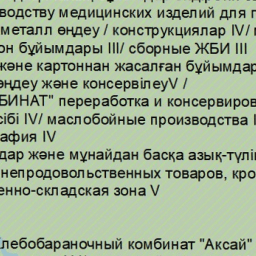 водству медицинских изделий для г
металл өңдеу / конструкциялар IV/
он бұйымдары III/ сборные ЖБИ III
және картоннан жасалған бұйымдар
өңдеу және консервілеуV /
БИНАТ" переработка и консервиров
сібі IV/ маслобойные производства
афия IV
дар және мұнайдан басқа азық-түлі
непродовольственных товаров, кро
енно-складская зона V
лебобараночный комбинат "Аксай"